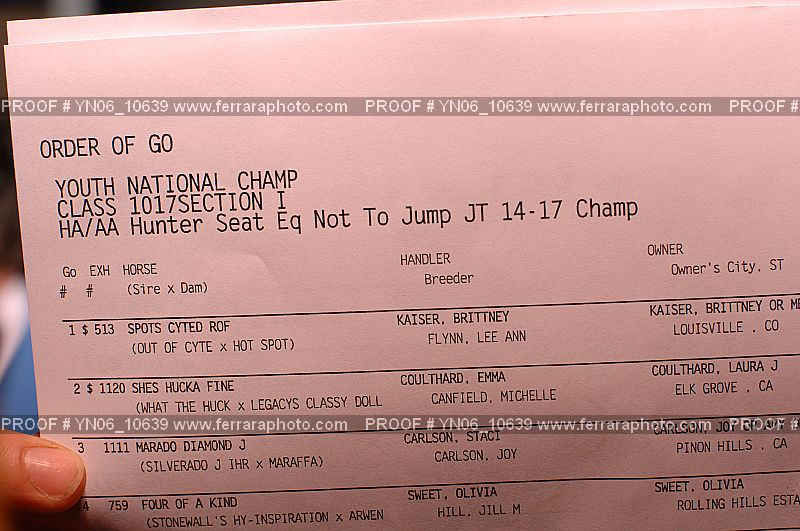 PROOF # YN06_10639 www.ferraraphoto.com PROOF # YN06_10639 www.ferraraphoto.com PROOF #
ORDER OF GO
YOUTH NATIONAL CHAMP
CLASS 1017SECTION I
HA/AA Hunter Seat Eq Not To Jump JT 14-17 Champ
Go EXH HORSE HANDLER OWNER
# # (Sire x Dam) Breeder Owner's City, ST
1 $ 513 SPOTS CYTED ROF KAISER, BRITTNEY KAISER, BRITTNEY OR ME
(OUT OF CYTE x HOT SPOT) FLYNN, LEE ANN LOUISVILLE , CO
2 $ 1120 SHES HUCKA FINE COULTHARD, EMMA COULTHARD, LAURA J
(WHAT THE HUCK x LEGACYS CLASSY DOLL CANFIELD, MICHELLE ELK GROVE , CA
PROOF # YN06_10639 www.ferraraphoto.com PROOF # YN06_10639 www.ferraraphoto.com PROOF #
3 1111 MARADO DIAMOND J CARLSON, STACI CARLSON, JOY
(SILVERADO J IHR x MARAFFA) CARLSON, JOY PINON HILLS , CA
4 759 FOUR OF A KIND SWEET, OLIVIA SWEET, OLIVIA
(STONEWALL'S HY-INSPIRATION x ARWEN HILL, JILL M ROLLING HILLS ESTA